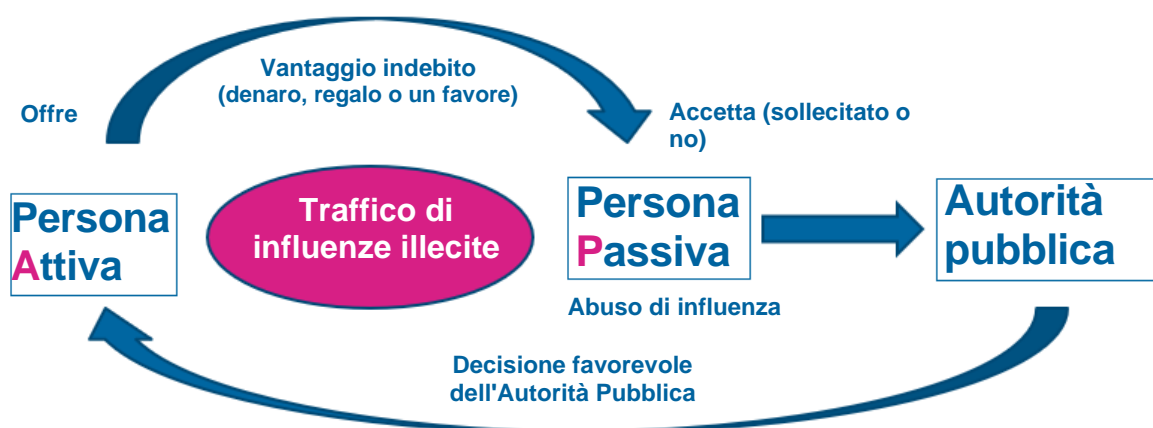 Vantaggio indebito
(denaro, regalo o un favore)
Offre
Accetta (sollecitato o
no)
Persona
Attiva
Traffico di
influenze illecite
Persona
Passiva
Autorità
pubblica
Abuso di influenza
Decisione favorevole
dell'Autorità Pubblica